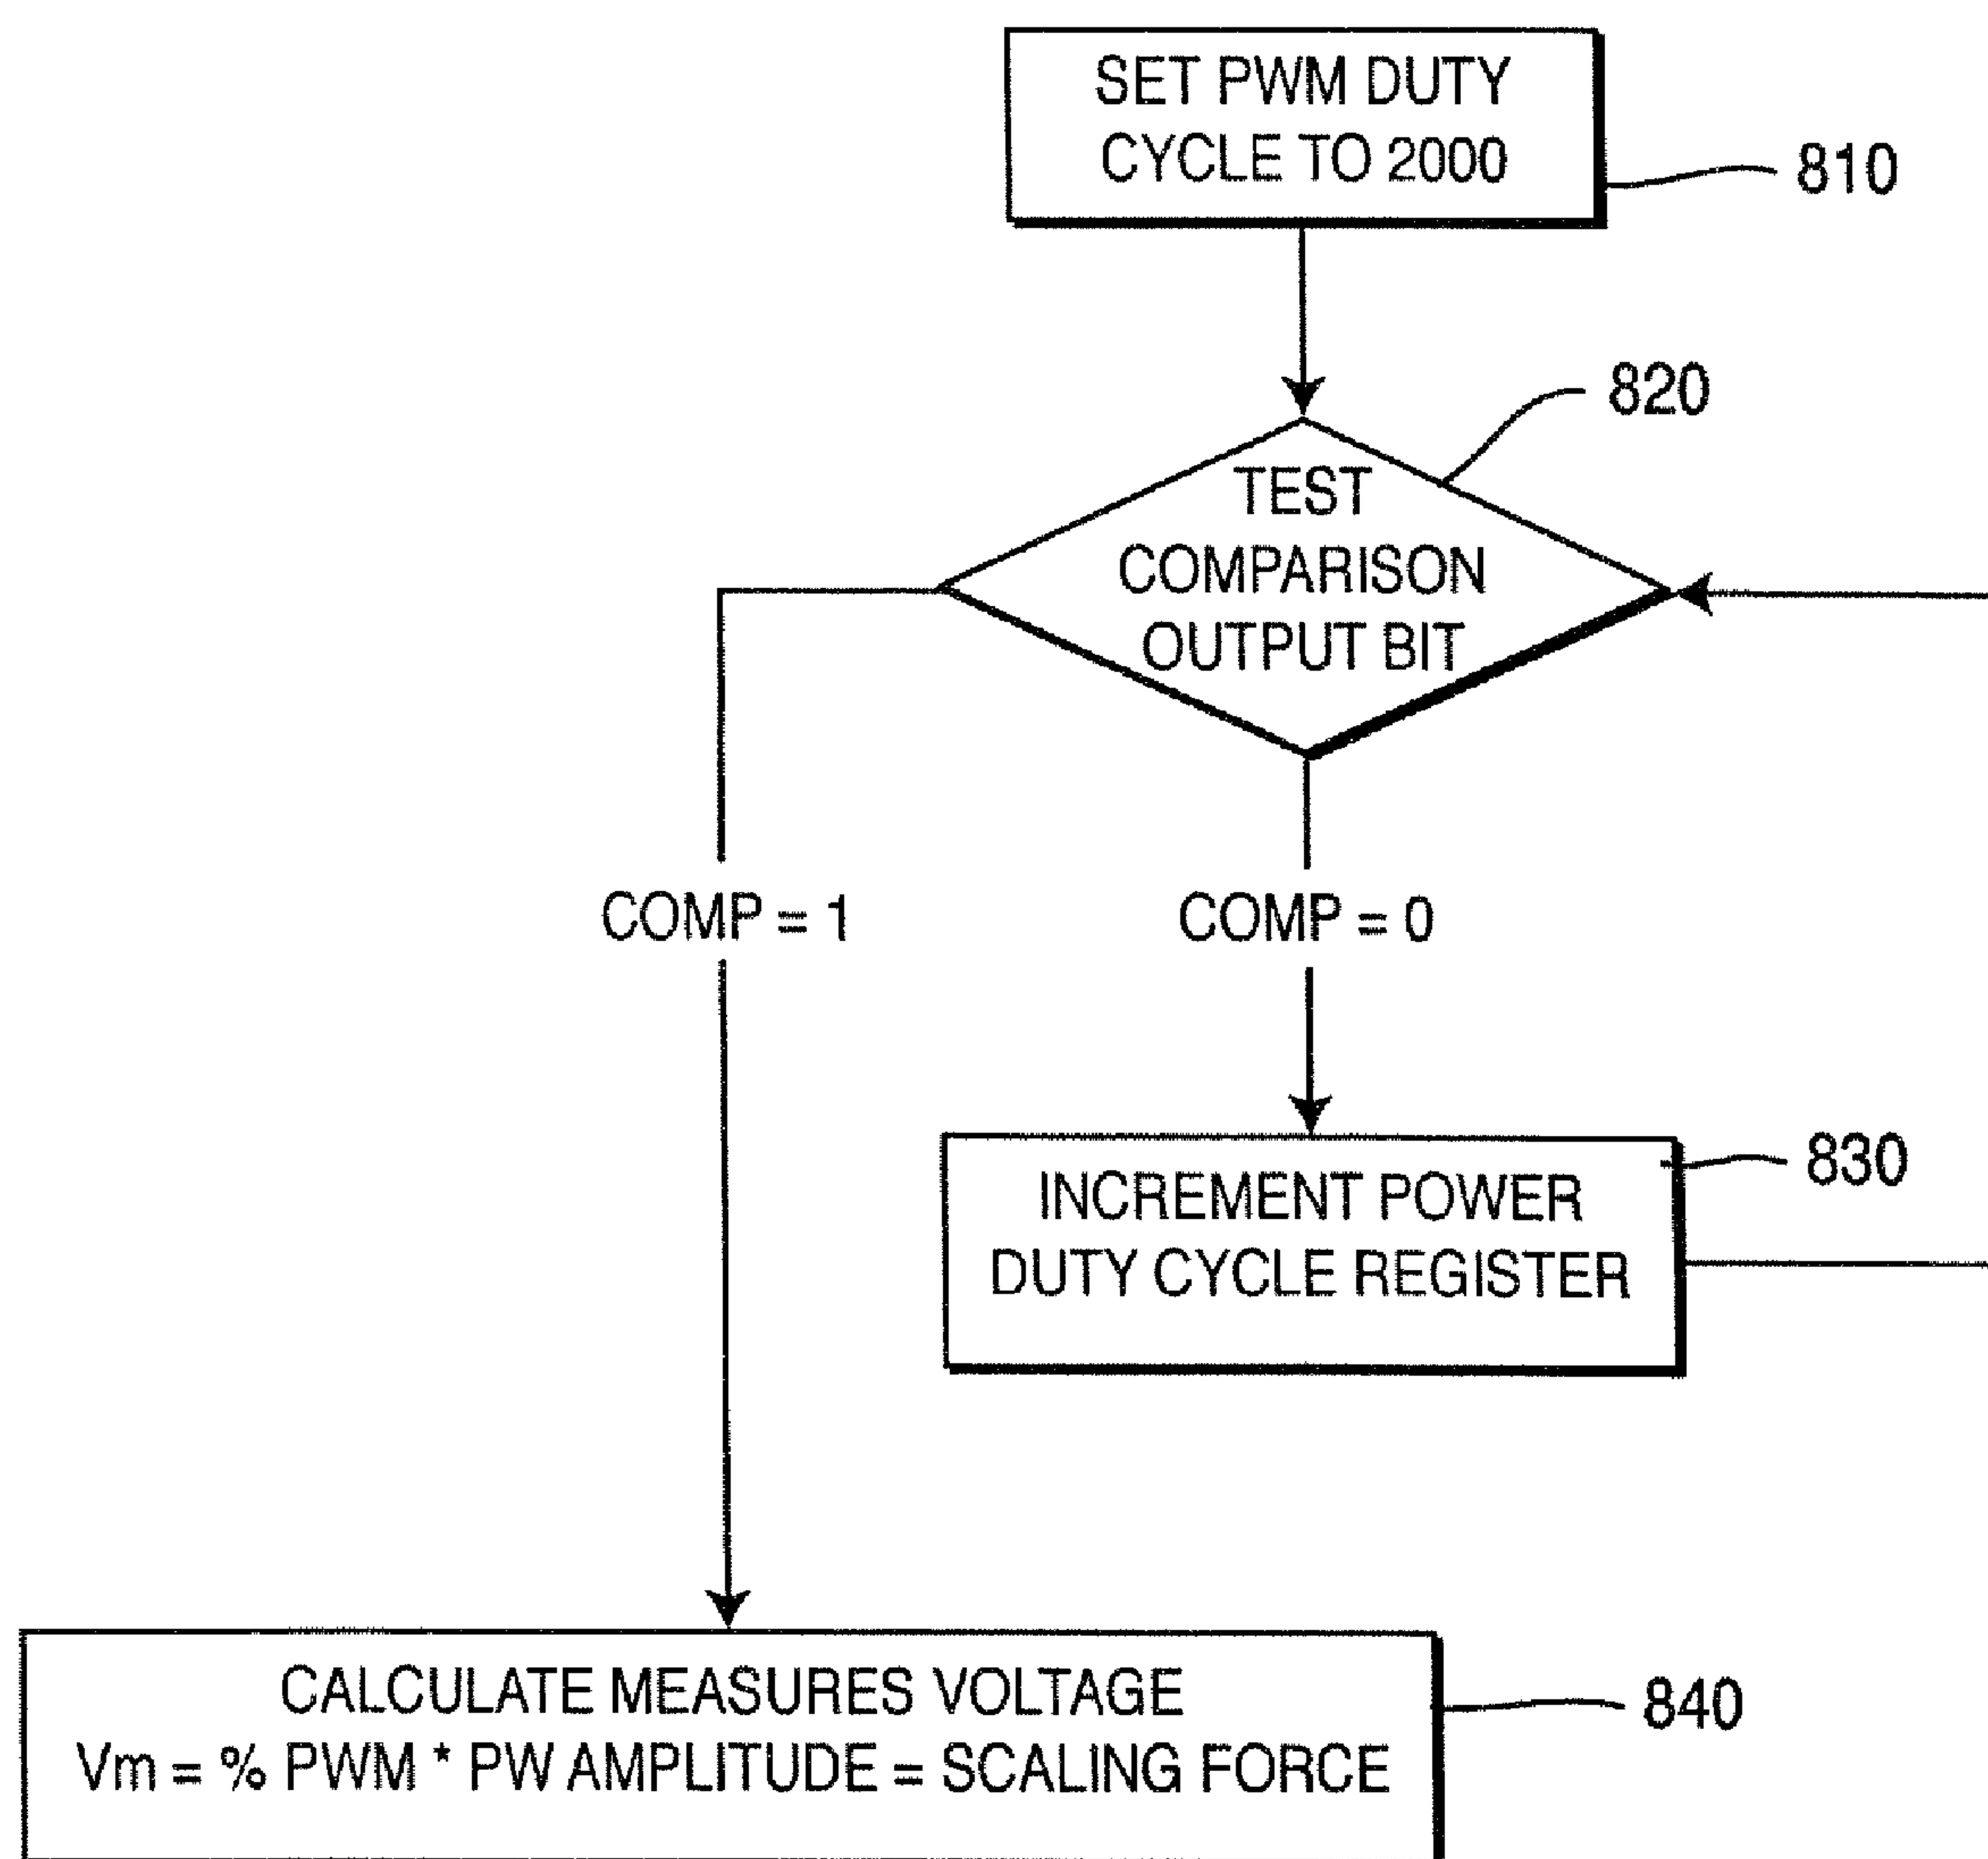 SET PWM DUTY
CYCLE TO 2000
810
820
TEST
COMPARISON
OUTPUT BIT
COMP = 1
COMP = 0
830
INCREMENT POWER
DUTY CYCLE REGISTER
CALCULATE MEASURES VOLTAGE
Vm = % PWM * PW AMPLITUDE = SCALING FORCE
840